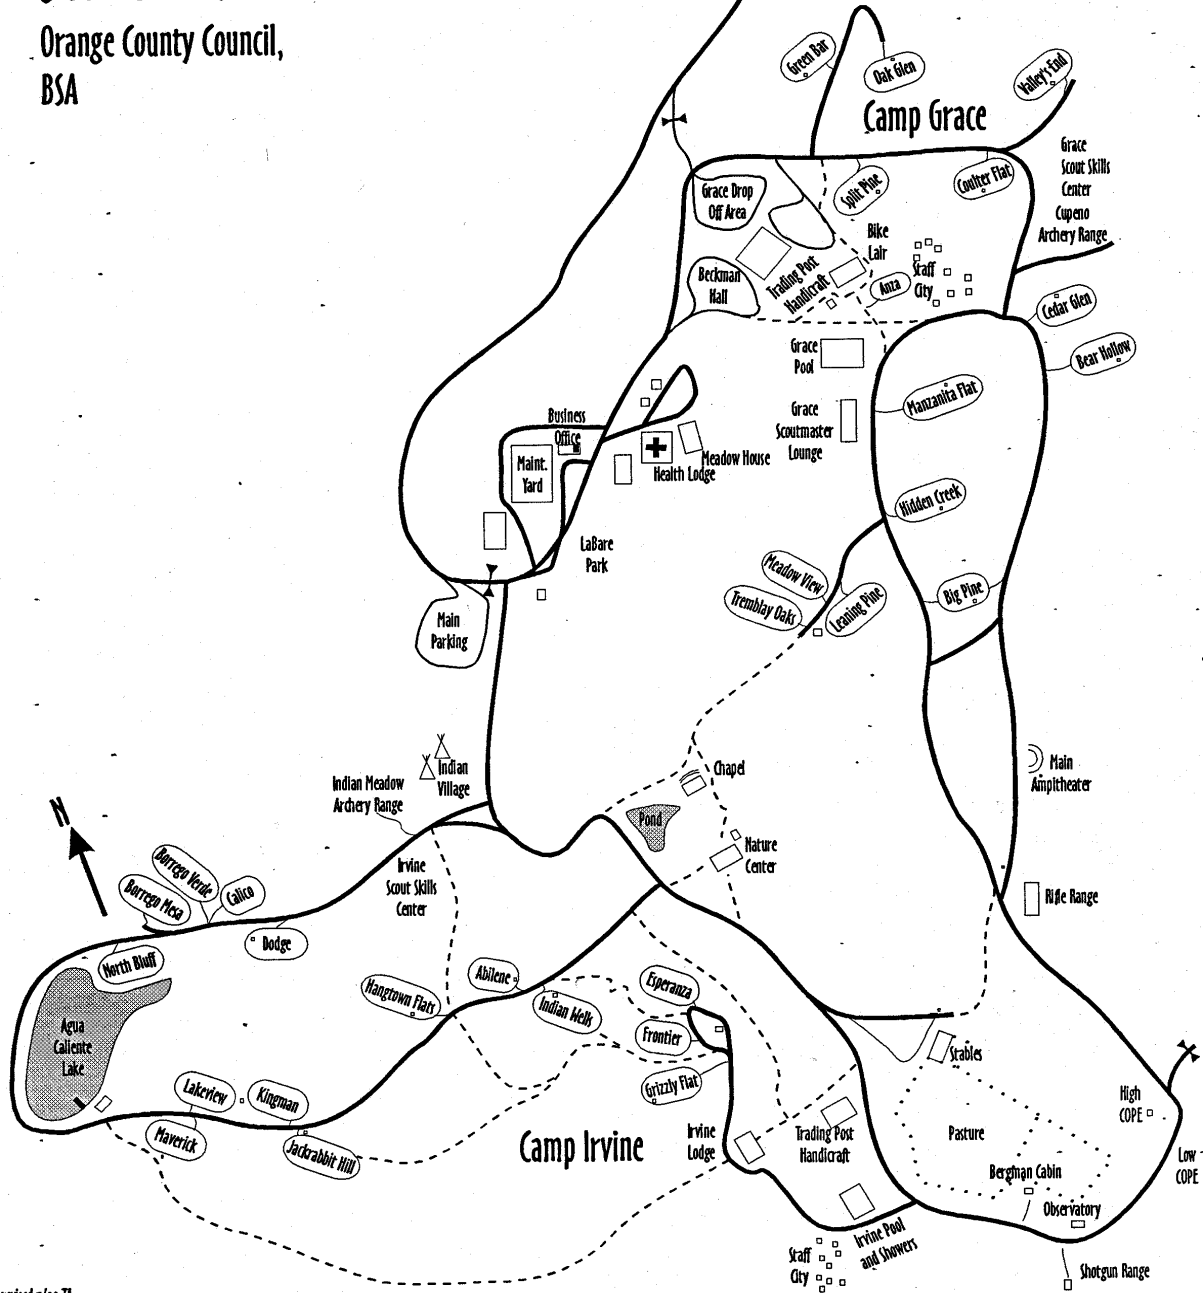 Orange County Council,
BSA
Green Bar
Oak Glen
Valley's End
Camp Grace
Grace
Scout Skills
Center
Cupeno
Archery Range
Grace Drop
Off Area
Split Pine
Coulter Flat
Bike
Lair
Trading Post
Handicraft
Staff
City
Anza
Beckman
Hall
Cedar Glen
Bear Hollow
Grace
Pool
Manzanita Flat
Grace
Scoutmaster
Lounge
Business
Office
Maint.
Yard
Meadow House
Health Lodge
Hidden Creek
LaBare
Park
Meadow View
Tremblay Oaks
Leaning Pine
Big Pine
Main
Parking
Indian
Village
Indian Meadow
Archery Range
Chapel
Main
Ampitheater
Pond
N
Nature
Center
Irvine
Scout Skills
Center
Rifle Range
Borrego Verde
Borrego Mesa
Calico
Dodge
North Bluff
Abilene
Hangtown Flats
Indian Wells
Esperanza
Frontier
Grizzly Flat
Agua
Caliente
Lake
Stables
Lakeview
Kingman
Maverick
Jackrabbit Hill
Camp Irvine
Irvine
Lodge
Trading Post
Handicraft
Pasture
High
COPE
Low
COPE
Bergman Cabin
Observatory
Irvine Pool
and Showers
Staff
City
Shotgun Range